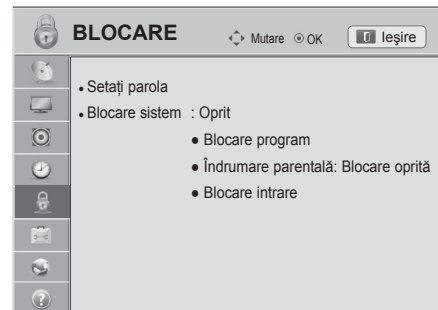 BLOCARE Mutare OK Ieşire
• Setaţi parola
• Blocare sistem : Oprit
● Blocare program
● Îndrumare parentală: Blocare oprită
● Blocare intrare